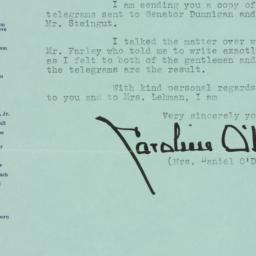 I am sending you a copy of
telegrams sent to Senator Dunnigan and
Mr. Steingut.
I talked the matter over w
Mr. Farley who told me to write exactl
as I felt to both of the gentlemen and
the telegrams are the result.
With kind personal regards
to you and to Mrs. Lehman, I am
Very sincerely yo
Caroline O'
(Mrs. Daniel O'D